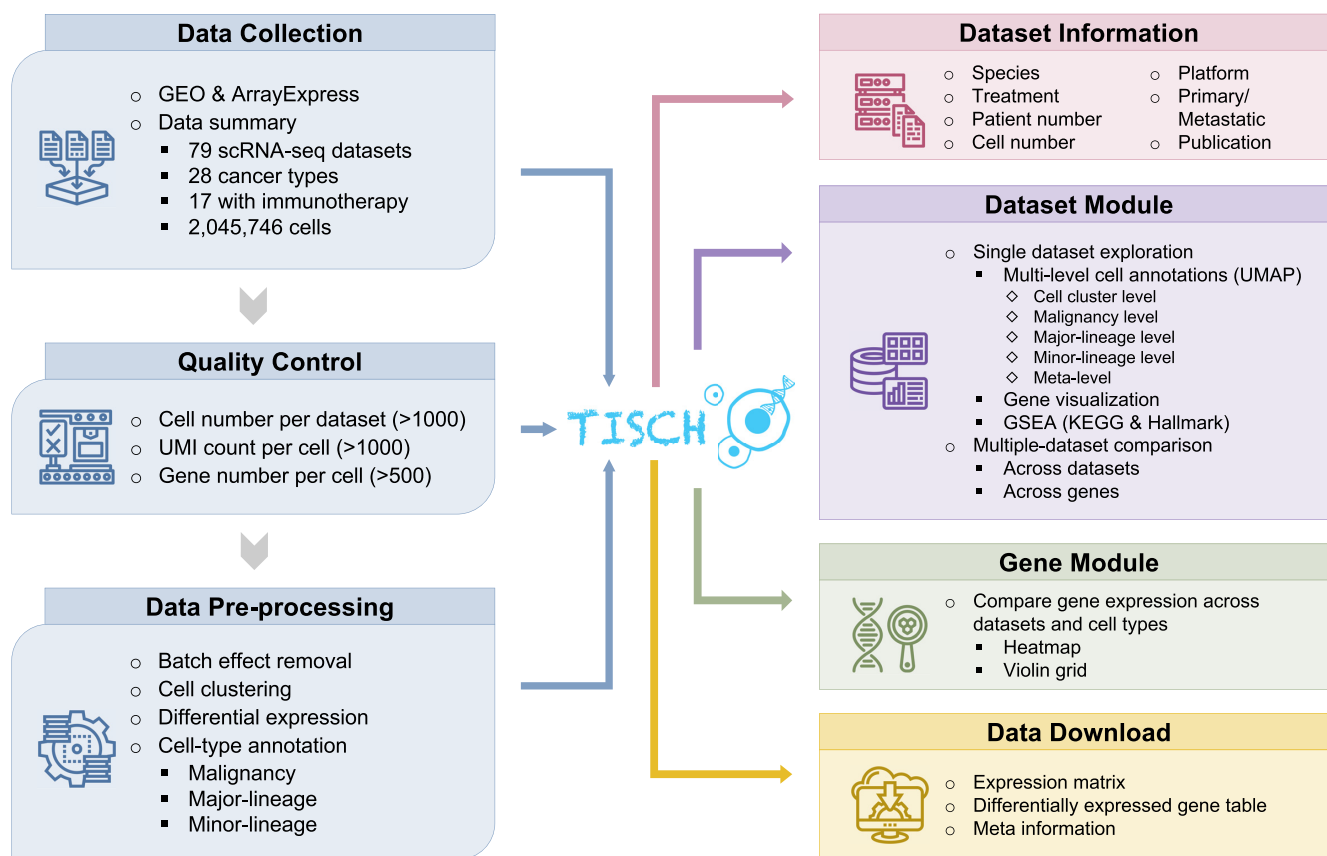 Data Collection
GEO & ArrayExpress
Data summary
79 scRNA-seq datasets
28 cancer types
17 with immunotherapy
2,045,746 cells
Quality Control
Cell number per dataset (>1000)
UMI count per cell (>1000)
Gene number per cell (>500)
Data Pre-processing
Batch effect removal
Cell clustering
Differential expression
Cell-type annotation
Malignancy
Major-lineage
Minor-lineage
TISCH
Dataset Information
Species
Treatment
Patient number
Cell number
Platform
Primary/
Metastatic
Publication
Dataset Module
Single dataset exploration
Multi-level cell annotations (UMAP)
Cell cluster level
Malignancy level
Major-lineage level
Minor-lineage level
Meta-level
Gene visualization
GSEA (KEGG & Hallmark)
Multiple-dataset comparison
Across datasets
Across genes
Gene Module
Compare gene expression across
datasets and cell types
Heatmap
Violin grid
Data Download
Expression matrix
Differentially expressed gene table
Meta information